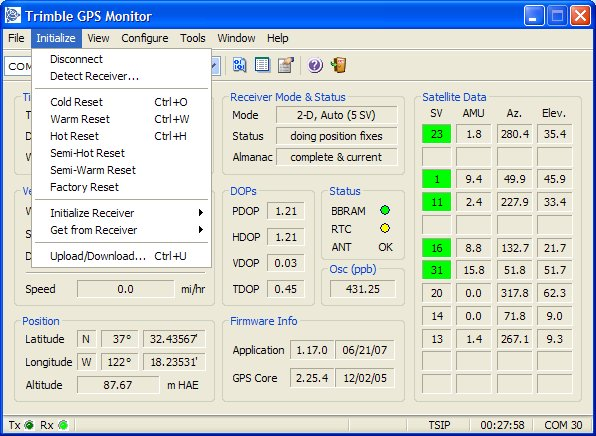 Trimble GPS Monitor
File Initialize View Configure Tools Window Help
COM
Disconnect
Detect Receiver...
Cold Reset Ctrl+O
Warm Reset Ctrl+W
Hot Reset Ctrl+H
Semi-Hot Reset
Semi-Warm Reset
Factory Reset
Initialize Receiver
Get from Receiver
Upload/Download... Ctrl+U
Ti
T
D
W
Ve
W
S
D
Speed 0.0 mi/hr
Position
Latitude N 37° 32.43567'
Longitude W 122° 18.23531'
Altitude 87.67 m HAE
Receiver Mode & Status
Mode 2-D, Auto (5 SV)
Status doing position fixes
Almanac complete & current
DOPs
PDOP 1.21
HDOP 1.21
VDOP 0.03
TDOP 0.45
Status
BBRAM
RTC
ANT OK
Osc (ppb)
431.25
Firmware Info
Application 1.17.0 06/21/07
GPS Core 2.25.4 12/02/05
Satellite Data
SV AMU Az. Elev.
23 1.8 280.4 35.4
1 9.4 49.9 45.9
11 2.4 227.9 33.4
16 8.8 132.7 21.7
31 15.8 51.8 51.7
20 0.0 317.8 62.3
14 0.0 71.8 9.0
13 1.4 267.1 9.3
Tx Rx TSIP 00:27:58 COM 30